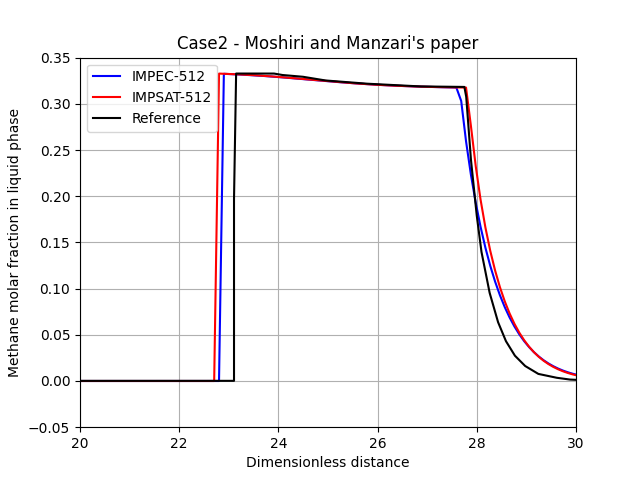 Case2 - Moshiri and Manzari's paper
IMPEC-512
IMPSAT-512
Reference
Methane molar fraction in liquid phase
0.35
0.30
0.25
0.20
0.15
0.10
0.05
0.00
−0.05
20
22
24
26
28
30
Dimensionless distance